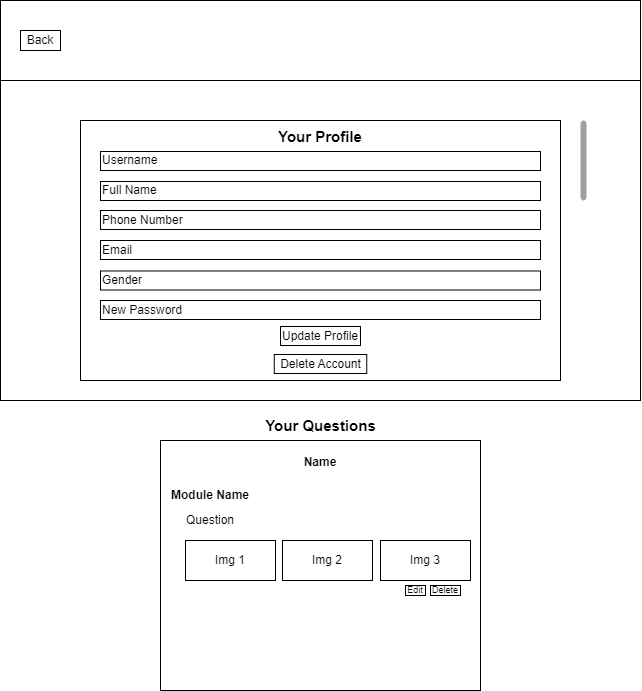 Back
Your Profile
Username
Full Name
Phone Number
Email
Gender
New Password
Update Profile
Delete Account
Your Questions
Name
Module Name
Question
Img 1 Img 2 Img 3
Edit Delete